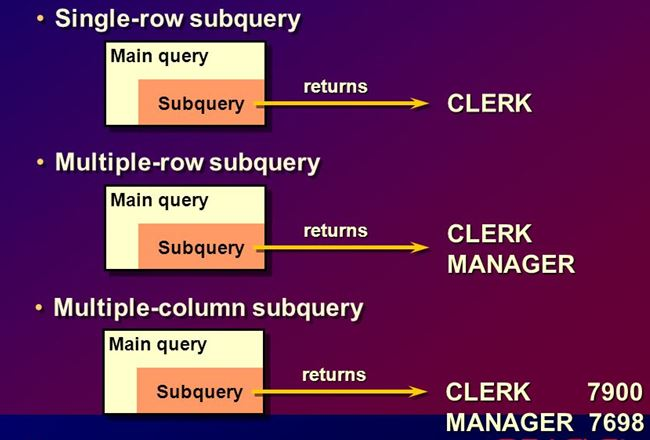 • Single-row subquery
Main query
Subquery
returns
CLERK
• Multiple-row subquery
Main query
Subquery
returns
CLERK
MANAGER
• Multiple-column subquery
Main query
Subquery
returns
CLERK 7900
MANAGER 7698